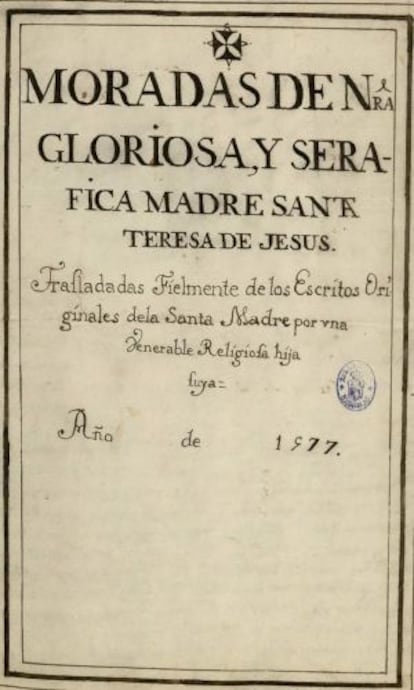 MORADAS DE NRA
GLORIOSA, Y SERA-
FICA MADRE SANTA
TERESA DE JESUS.
Trasladadas Fielmente de los Escritos Ori-
ginales dela Santa Madre por vna
Venerable Religiosa hija
suya=
Año de 1577.